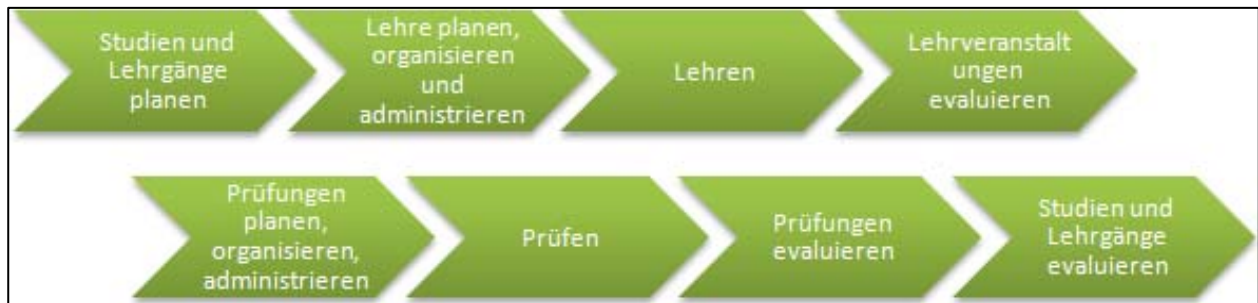 Studien und
Lehrgänge
planen
Lehre planen,
organisieren
und
administrieren
Lehren
Lehrveranstalt
ungen
evaluieren
Prüfungen
planen,
organisieren,
administrieren
Prüfen
Prüfungen
evaluieren
Studien und
Lehrgänge
evaluieren